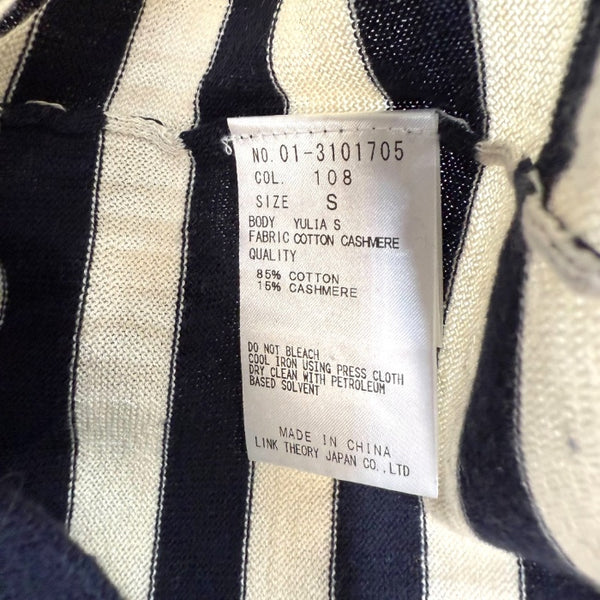 NO. 01-3101705
COL. 108
SIZE S
BODY YULIA S
FABRIC COTTON CASHMERE
QUALITY
85% COTTON
15% CASHMERE
DO NOT BLEACH
COOL IRON USING PRESS CLOTH
DRY CLEAN WITH PETROLEUM
BASED SOLVENT
MADE IN CHINA
LINK THEORY JAPAN CO.,LTD